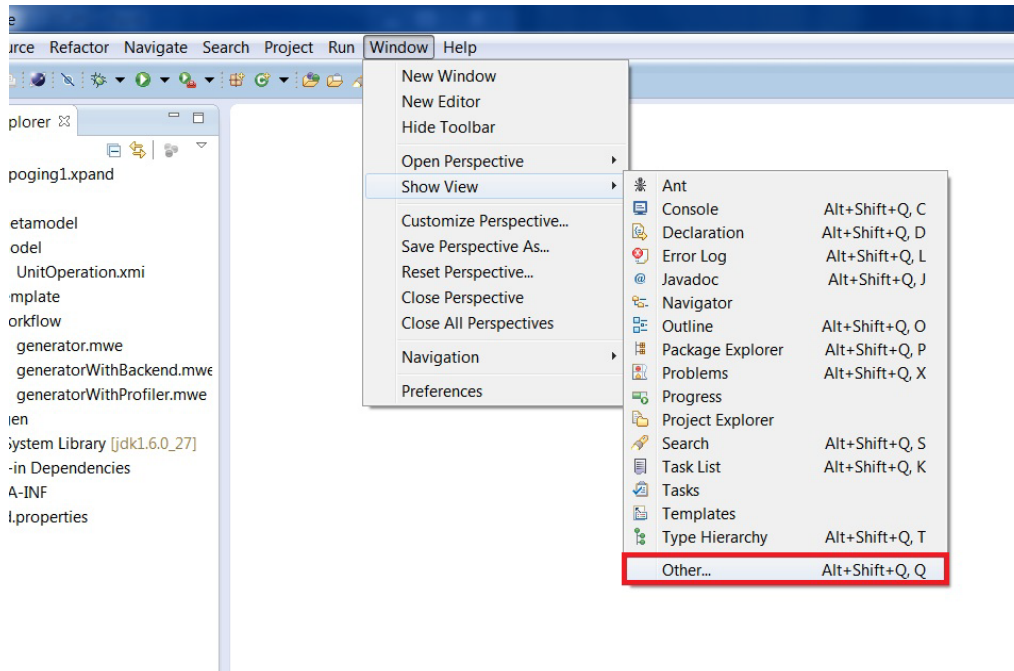 e
urce Refactor Navigate Search Project Run Window Help
New Window
New Editor
Hide Toolbar
Open Perspective
Show View
Customize Perspective...
Save Perspective As...
Reset Perspective...
Close Perspective
Close All Perspectives
Navigation
Preferences
Ant
Console Alt+Shift+Q, C
Declaration Alt+Shift+Q, D
Error Log Alt+Shift+Q, L
Javadoc Alt+Shift+Q, J
Navigator
Outline Alt+Shift+Q, O
Package Explorer Alt+Shift+Q, P
Problems Alt+Shift+Q, X
Progress
Project Explorer
Search Alt+Shift+Q, S
Task List Alt+Shift+Q, K
Tasks
Templates
Type Hierarchy Alt+Shift+Q, T
Other... Alt+Shift+Q, Q
plorer
poging1.xpand
etamodel
odel
UnitOperation.xmi
emplate
orkflow
generator.mwe
generatorWithBackend.mwe
generatorWithProfiler.mwe
gen
System Library [jdk1.6.0_27]
-in Dependencies
A-INF
d.properties